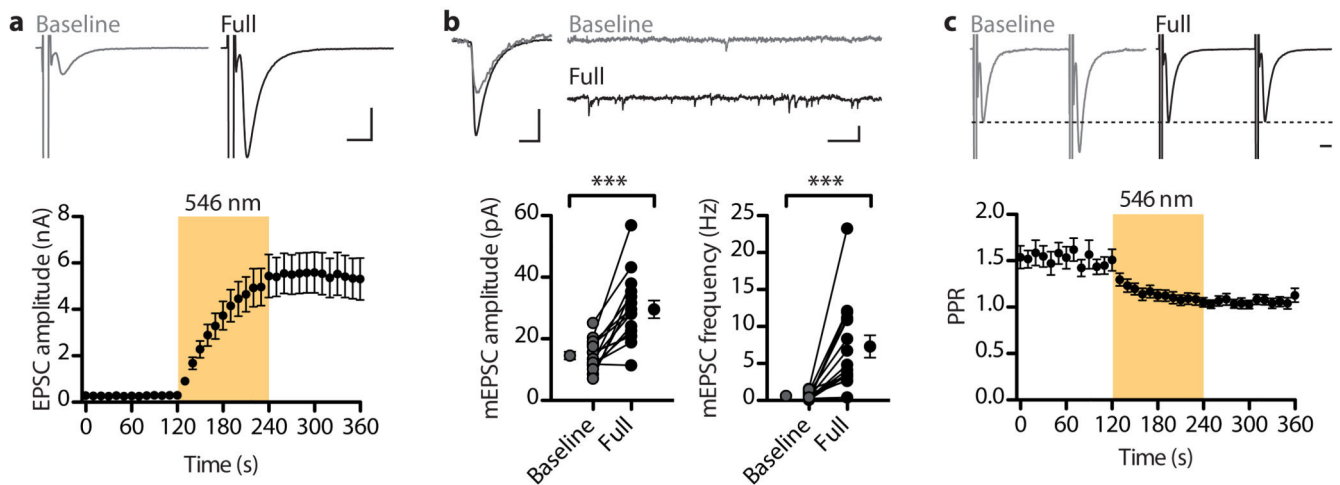 a
Baseline
Full
546 nm
EPSC amplitude (nA)
8
6
4
2
0
0 60 120 180 240 300 360
Time (s)
b
Baseline
Full
***
mEPSC amplitude (pA)
60
40
20
0
Baseline
Full
***
mEPSC frequency (Hz)
25
20
15
10
5
0
Baseline
Full
c
Baseline
Full
546 nm
PPR
2.0
1.5
1.0
0.5
0.0
0 60 120 180 240 300 360
Time (s)